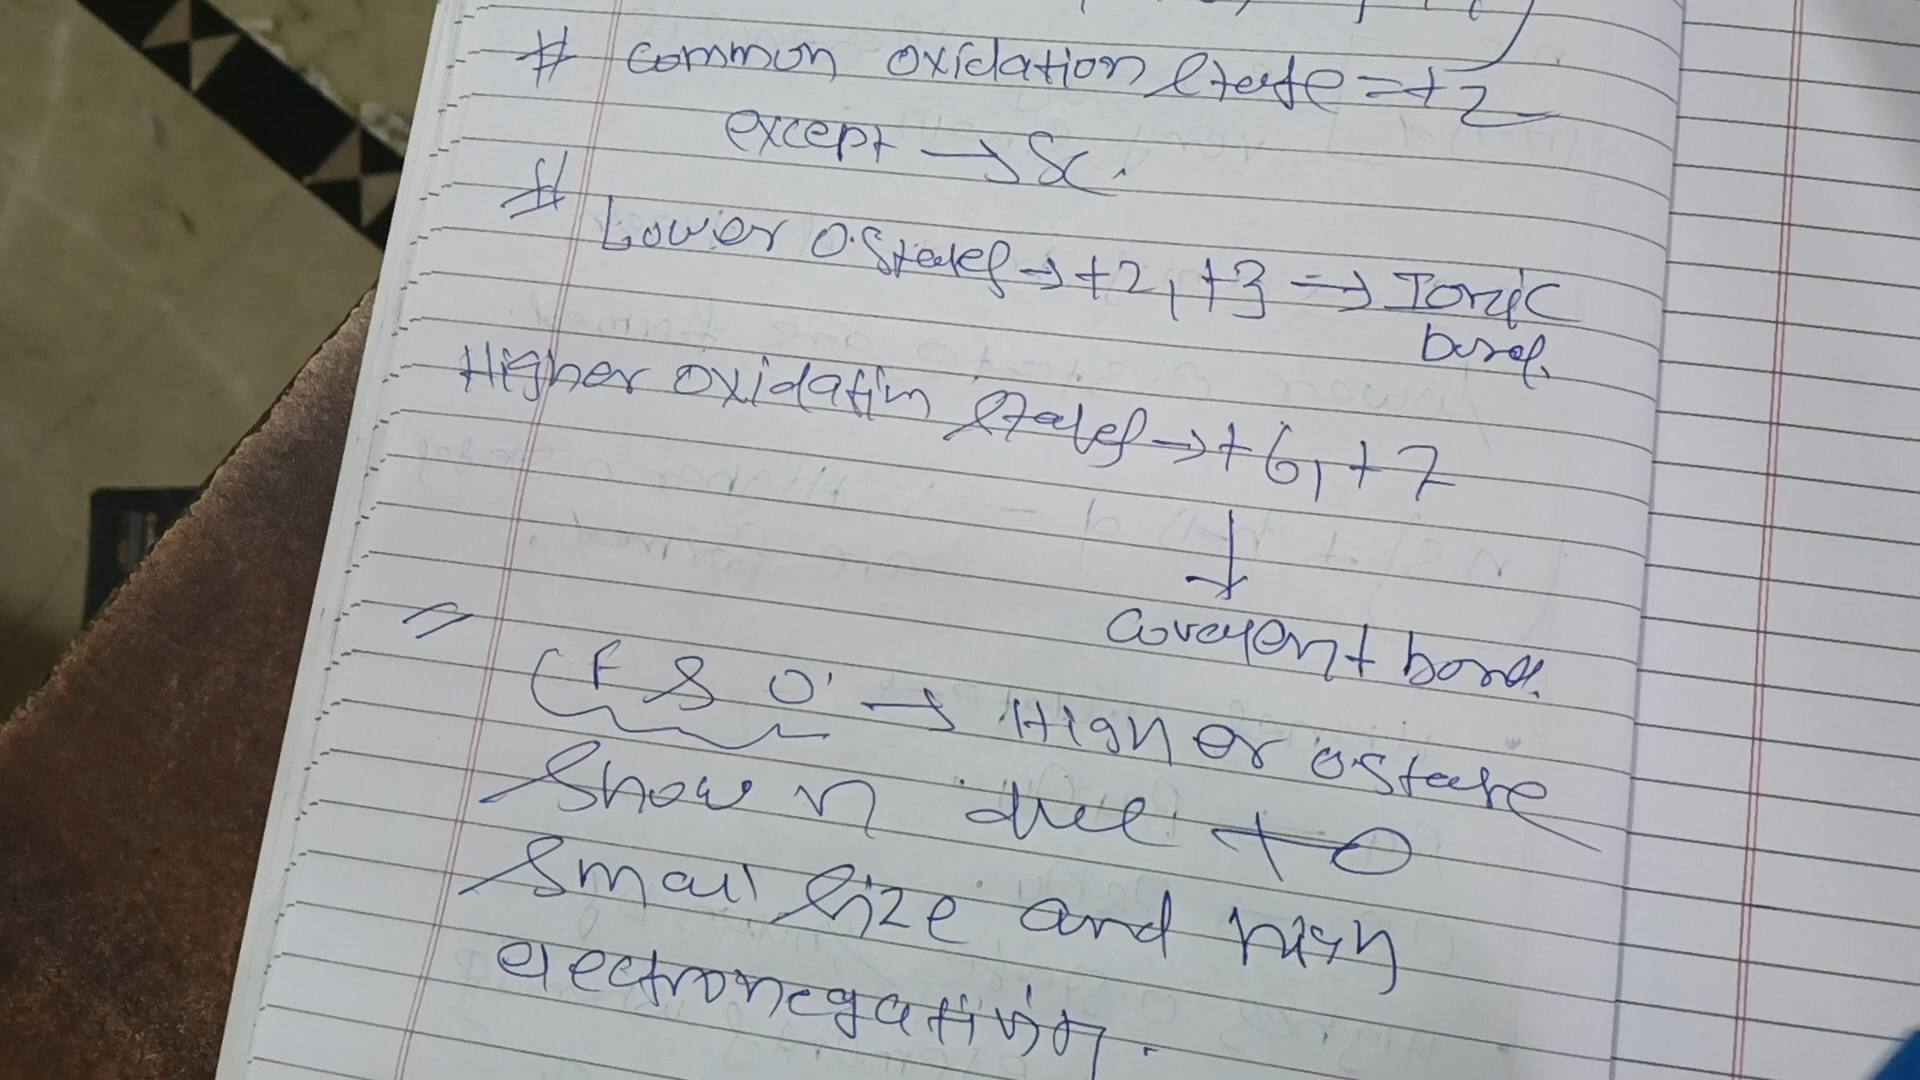 # Common oxidation state = +2
except → Sc.
# Lower O. States → +2, +3 ⇒ Ionic
bond.
Higher oxidation states → +6, +7
↓
Covalent bond.
(F & O' → Higher o.state
Shown due to
Small Size and high
electronegativity.